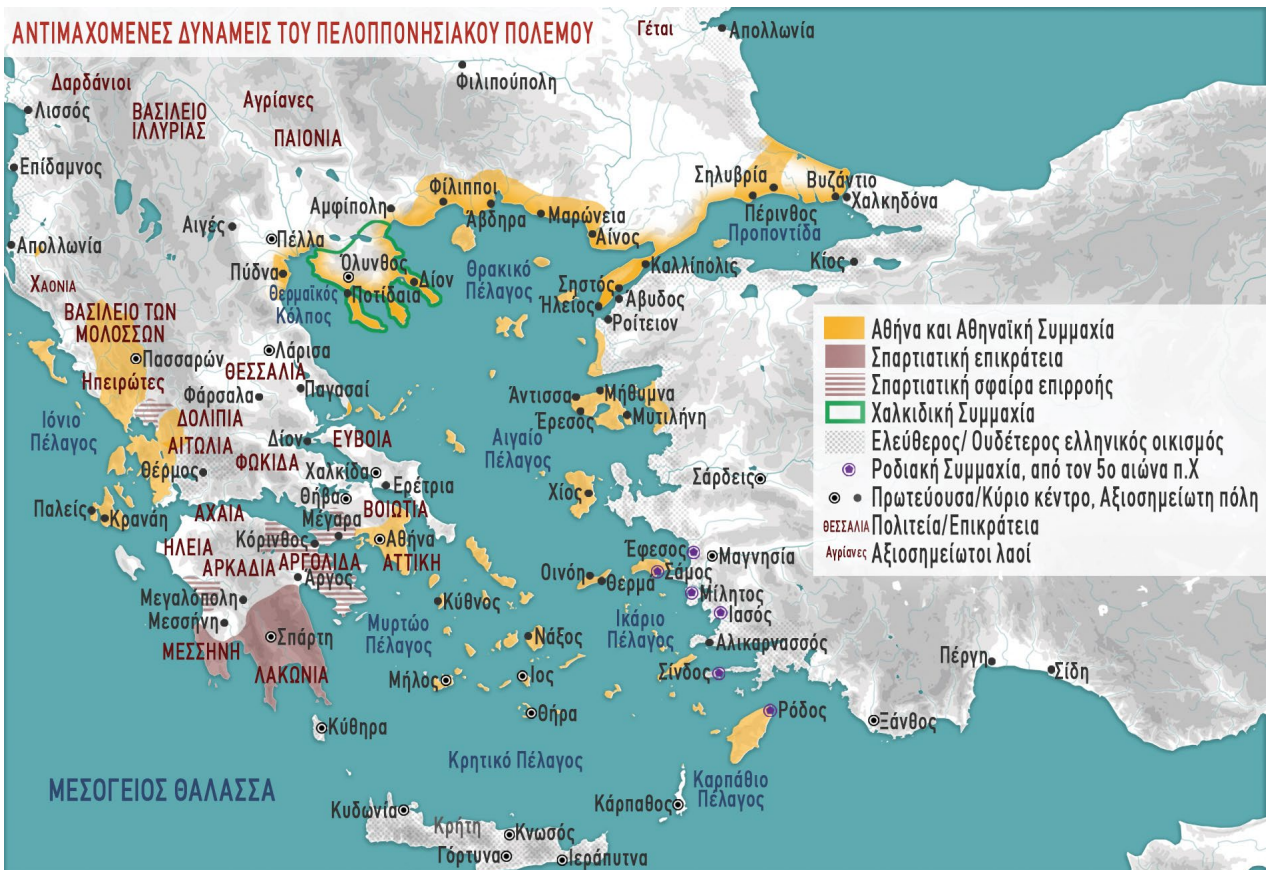 ΑΝΤΙΜΑΧΟΜΕΝΕΣ ΔΥΝΑΜΕΙΣ ΤΟΥ ΠΕΛΟΠΠΟΝΗΣΙΑΚΟΥ ΠΟΛΕΜΟΥ
Γέται
Απολλωνία
Δαρδάνιοι
Φιλιπούπολη
Λισσός
ΒΑΣΙΛΕΙΟ
ΙΛΛΥΡΙΑΣ
Αγρίανες
ΠΑΙΟΝΙΑ
Επίδαμνος
Φίλιπποι
Σηλυβρία
Βυζάντιο
Χαλκηδόνα
Αμφίπολη
Άβδηρα
Μαρώνεια
Πέρινθος
Προποντίδα
Αιγές
Πέλλα
Αίνος
Απολλωνία
Όλυνθος
Καλλίπολις
Κίος
Πύδνα
Δίον
Θρακικό
Πέλαγος
Χαονία
Ποτίδαια
Θερμαϊκός
Κόλπος
Σηστός
Άβυδος
Ηλείος
Ροίτειον
ΒΑΣΙΛΕΙΟ ΤΩΝ
ΜΟΛΟΣΣΩΝ
Πασσαρών
Λάρισα
ΘΕΣΣΑΛΙΑ
Ηπειρώτες
Φάρσαλα
Παγασαί
Άντισσα
Μήθυμνα
Έρεσος
Μυτιλήνη
Ιόνιο
Πέλαγος
ΔΟΛΙΠΙΑ
ΑΙΤΩΛΙΑ
Δίον
ΕΥΒΟΙΑ
Αιγαίο
Πέλαγος
ΦΩΚΙΔΑ
Θέρμος
Χαλκίδα
Ερέτρια
Σάρδεις
Θήβα
ΒΟΙΩΤΙΑ
Χίος
Παλείς
Κρανάη
ΑΧΑΙΑ
Μέγαρα
Κόρινθος
Αθήνα
ΑΤΤΙΚΗ
ΗΛΕΙΑ
ΑΡΚΑΔΙΑ
ΑΡΓΟΛΙΔΑ
Άργος
Έφεσος
Μαγνησία
Σάμος
Οινόη
Θερμά
Μεγαλόπολη
Μεσσήνη
Κύθνος
Μίλητος
Ιασός
Μυρτώο
Πέλαγος
Ικάριο
Πέλαγος
Νάξος
Αλικαρνασσός
ΜΕΣΣΗΝΗ
Σπάρτη
ΛΑΚΩΝΙΑ
Μήλος
Ιος
Σίνδος
Πέργη
Σίδη
Θήρα
Ρόδος
Ξάνθος
Κύθηρα
Κρητικό Πέλαγος
ΜΕΣΟΓΕΙΟΣ ΘΑΛΑΣΣΑ
Καρπάθιο
Πέλαγος
Κάρπαθος
Κυδωνία
Κρήτη
Κνωσός
Γόρτυνα
Ιεράπυτνα
Αθήνα και Αθηναϊκή Συμμαχία
Σπαρτιατική επικράτεια
Σπαρτιατική σφαίρα επιρροής
Χαλκιδική Συμμαχία
Ελεύθερος/ Ουδέτερος ελληνικός οικισμός
Ροδιακή Συμμαχία, από τον 5ο αιώνα π.Χ
Πρωτεύουσα/Κύριο κέντρο, Αξιοσημείωτη πόλη
ΘΕΣΣΑΛΙΑ Πολιτεία/Επικράτεια
Αγρίανες Αξιοσημείωτοι λαοί